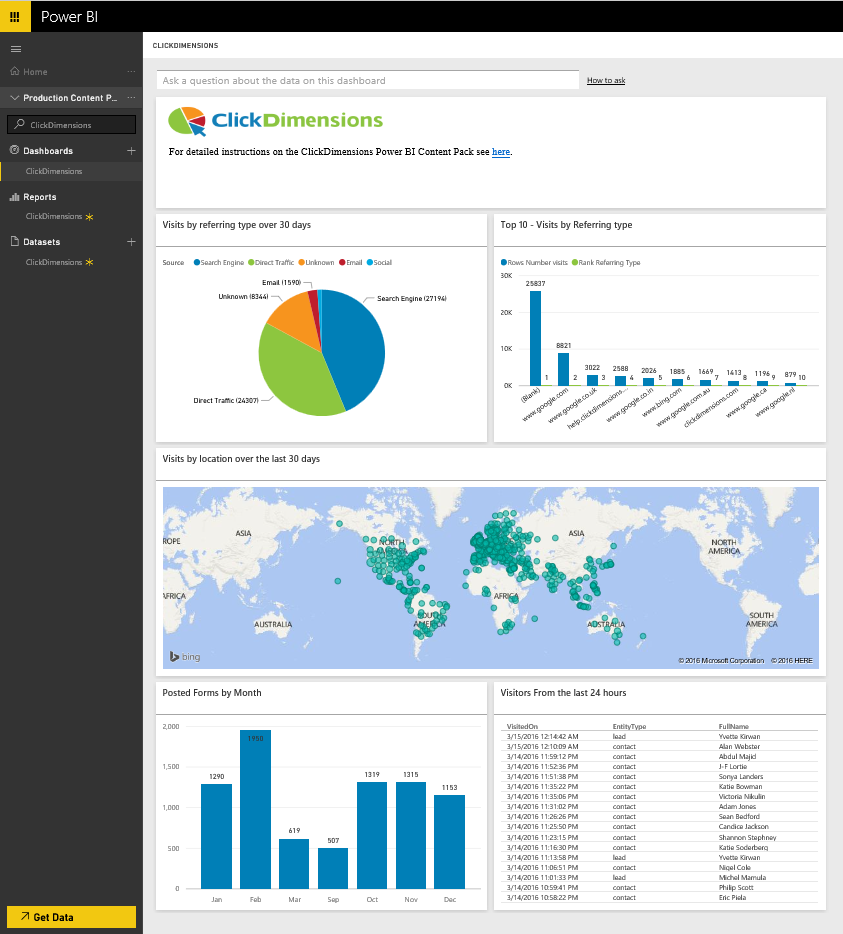 Power BI
Home
Production Content P...
ClickDimensions
Dashboards
ClickDimensions
Reports
ClickDimensions
Datasets
ClickDimensions
Get Data
CLICKDIMENSIONS
Ask a question about the data on this dashboard
How to ask
ClickDimensions
For detailed instructions on the ClickDimensions Power BI Content Pack see here.
Visits by referring type over 30 days
Source Search Engine Direct Traffic Unknown Email Social
Email (1590)
Unknown (8344)
Search Engine (27194)
Direct Traffic (24307)
Top 10 - Visits by Referring type
Rows Number visits Rank Referring Type
30K
20K
10K
0K
25837 8821 3022 2588 2026 1885 1669 1413 1196 879
1 2 3 4 5 6 7 8 9 10
(Blank)
www.google.com
www.google.co.uk
help.clickdimensions...
www.google.co.in
www.bing.com
www.google.com.au
clickdimensions.com
www.google.ca
www.google.nl
Visits by location over the last 30 days
ROPE
ASIA
NORTH
AMERICA
ASIA
NORTH
AMERICA
AFRICA
AFRICA
AUSTRALIA
SOUTH
AMERICA
AUSTRALIA
SOUTH
AMERICA
bing
© 2016 Microsoft Corporation © 2016 HERE
Posted Forms by Month
2,000
1,500
1,000
500
0
1290 1950 619 507 1319 1315 1153
Jan Feb Mar Sep Oct Nov Dec
Visitors From the last 24 hours
VisitedOn EntityType FullName
3/15/2016 12:14:42 AM lead Yvette Kirwan
3/15/2016 12:10:09 AM contact Alan Webster
3/14/2016 11:59:12 PM contact Abdul Majid
3/14/2016 11:52:36 PM contact J-F Lortie
3/14/2016 11:51:38 PM contact Sonya Landers
3/14/2016 11:35:22 PM contact Katie Bowman
3/14/2016 11:35:06 PM contact Victoria Nikulin
3/14/2016 11:31:02 PM contact Adam Jones
3/14/2016 11:26:26 PM contact Sean Bedford
3/14/2016 11:25:50 PM contact Candice Jackson
3/14/2016 11:23:15 PM contact Shannon Stephney
3/14/2016 11:16:30 PM contact Katie Soderberg
3/14/2016 11:13:58 PM lead Yvette Kirwan
3/14/2016 11:06:51 PM contact Nigel Cole
3/14/2016 11:01:33 PM lead Michel Mamula
3/14/2016 10:59:41 PM contact Philip Scott
3/14/2016 10:58:22 PM contact Eric Piela